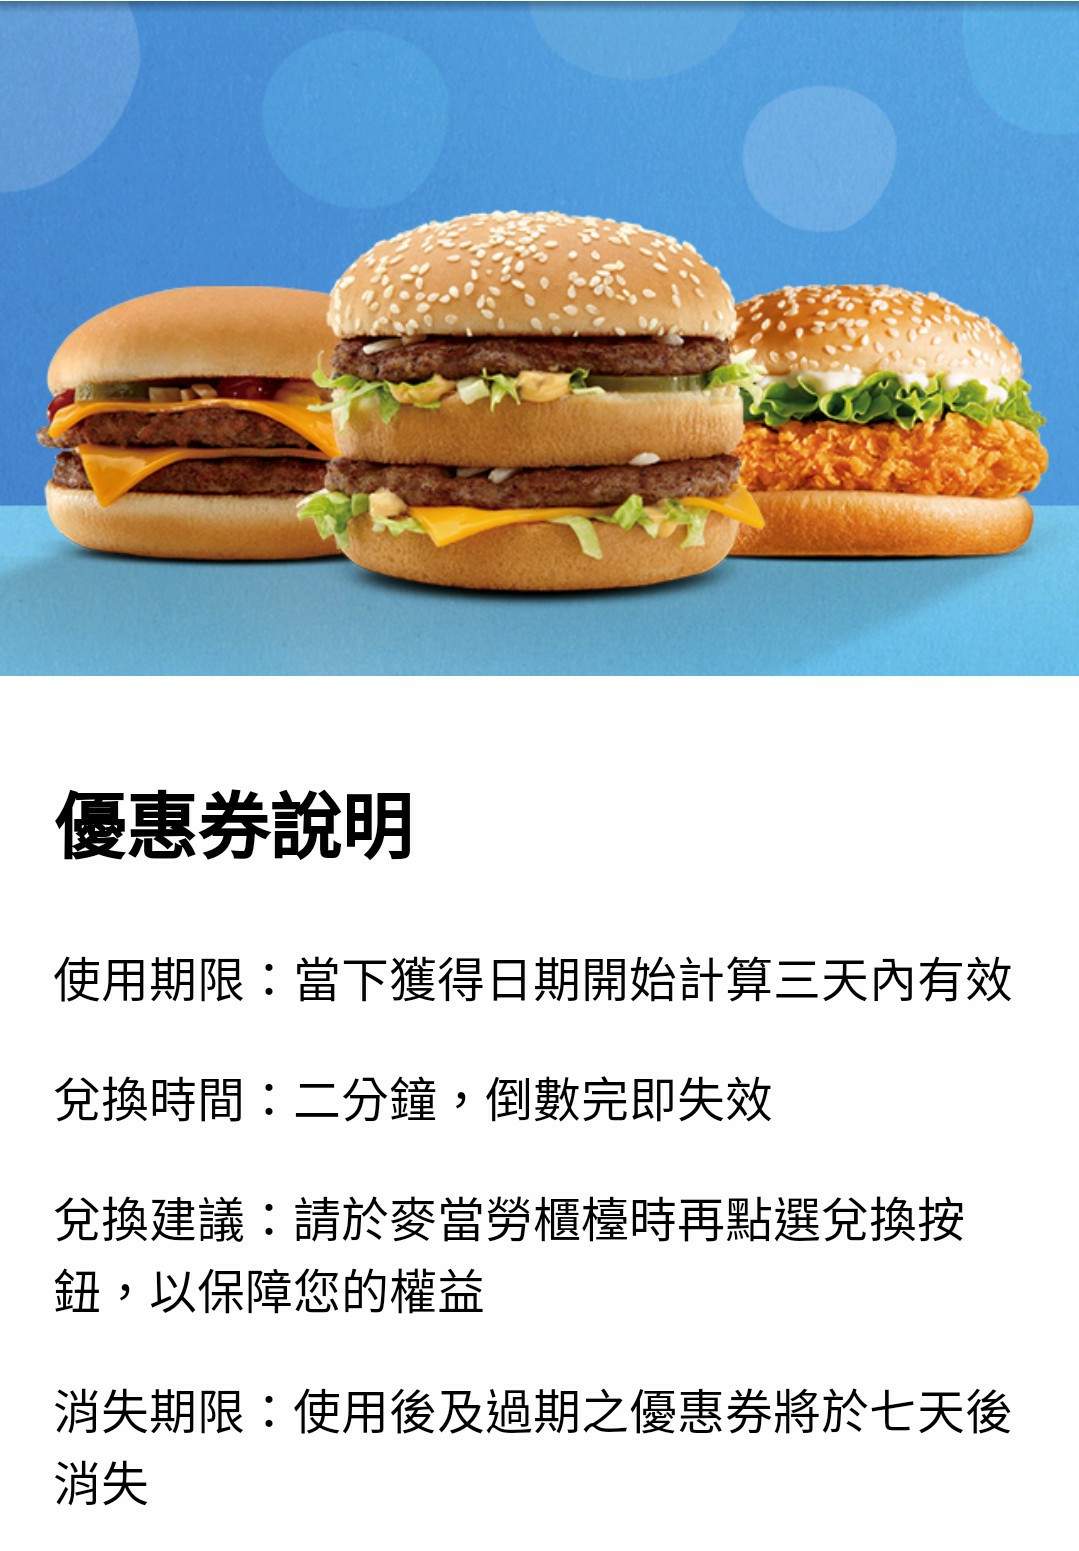 優惠券說明
使用期限：當下獲得日期開始計算三天內有效
兌換時間：二分鐘，倒數完即失效
兌換建議：請於麥當勞櫃檯時再點選兌換按
鈕，以保障您的權益
消失期限：使用後及過期之優惠券將於七天後
消失